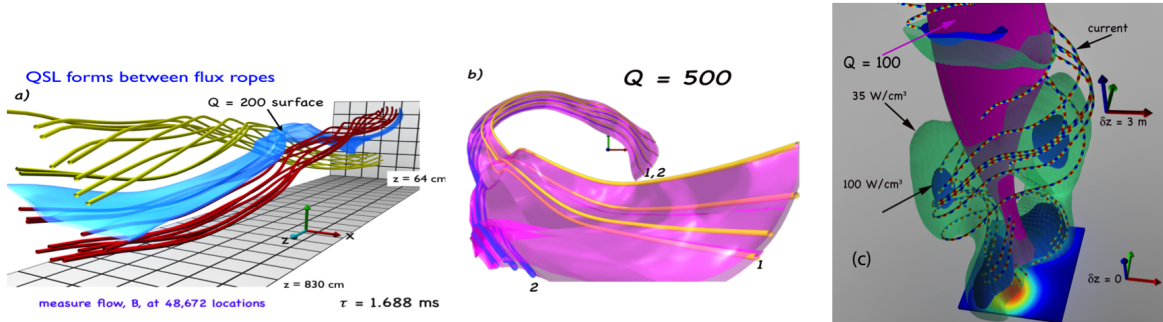 QSL forms between flux ropes
a)
Q = 200 surface
z = 64 cm
z
x
z = 830 cm
measure flow, B, at 48,672 locations
τ = 1.688 ms
b)
Q = 500
1,2
1
2
current
Q = 100
35 W/cm³
δz = 3 m
100 W/cm³
(c)
δz = 0